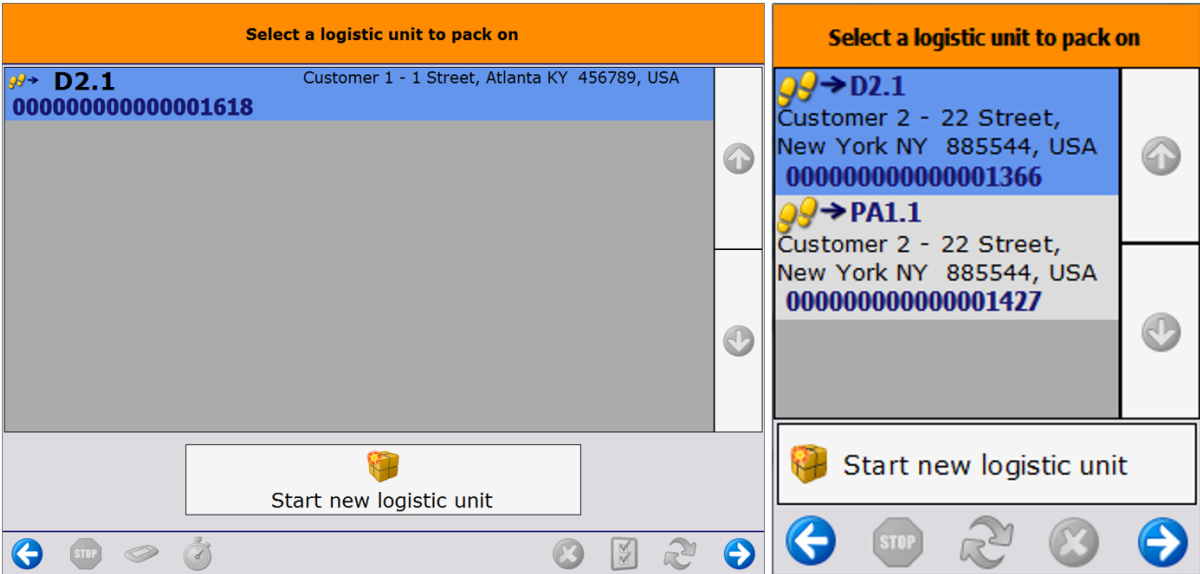 Select a logistic unit to pack on
D2.1 Customer 1 - 1 Street, Atlanta KY 456789, USA
000000000000001618
Start new logistic unit
STOP
Select a logistic unit to pack on
D2.1
Customer 2 - 22 Street,
New York NY 885544, USA
000000000000001366
PA1.1
Customer 2 - 22 Street,
New York NY 885544, USA
000000000000001427
Start new logistic unit
STOP